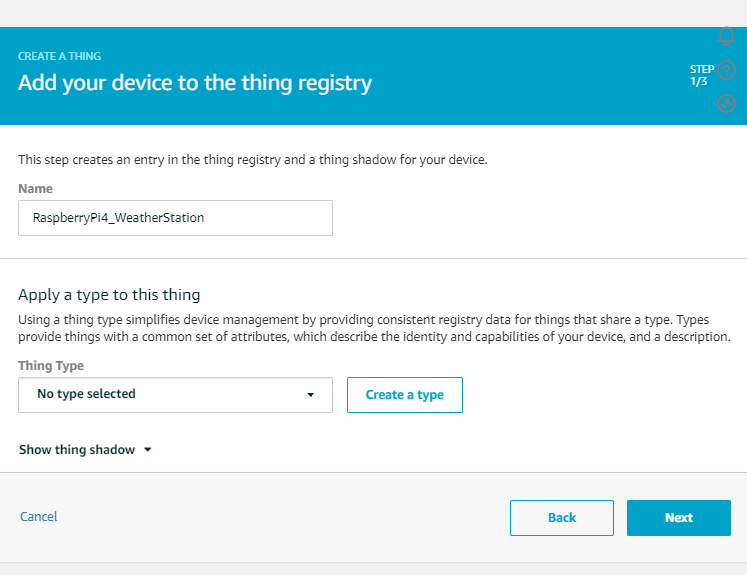 CREATE A THING
Add your device to the thing registry
STEP
1/3
This step creates an entry in the thing registry and a thing shadow for your device.
Name
RaspberryPi4_WeatherStation
Apply a type to this thing
Using a thing type simplifies device management by providing consistent registry data for things that share a type. Types
provide things with a common set of attributes, which describe the identity and capabilities of your device, and a description.
Thing Type
No type selected
Create a type
Show thing shadow
Cancel
Back
Next